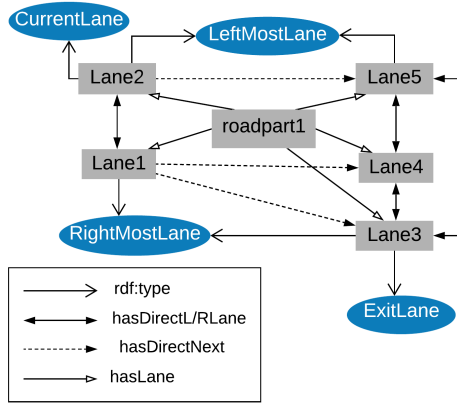 CurrentLane
LeftMostLane
Lane2
Lane5
roadpart1
Lane1
Lane4
RightMostLane
Lane3
rdf:type
hasDirectL/RLane
hasDirectNext
hasLane
ExitLane